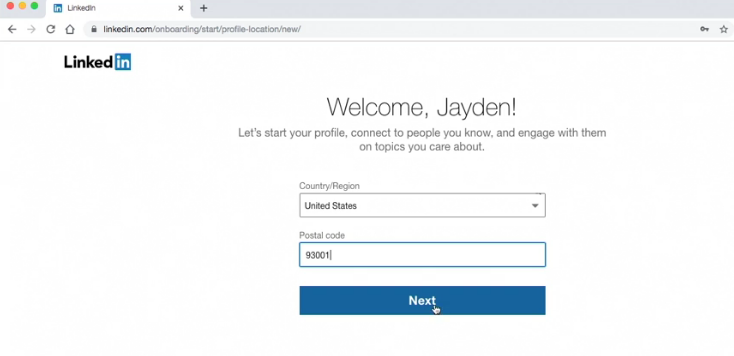 LinkedIn
linkedin.com/onboarding/start/profile-location/new/
Linked in
Welcome, Jayden!
Let's start your profile, connect to people you know, and engage with them
on topics you care about.
Country/Region
United States
Postal code
93001
Next